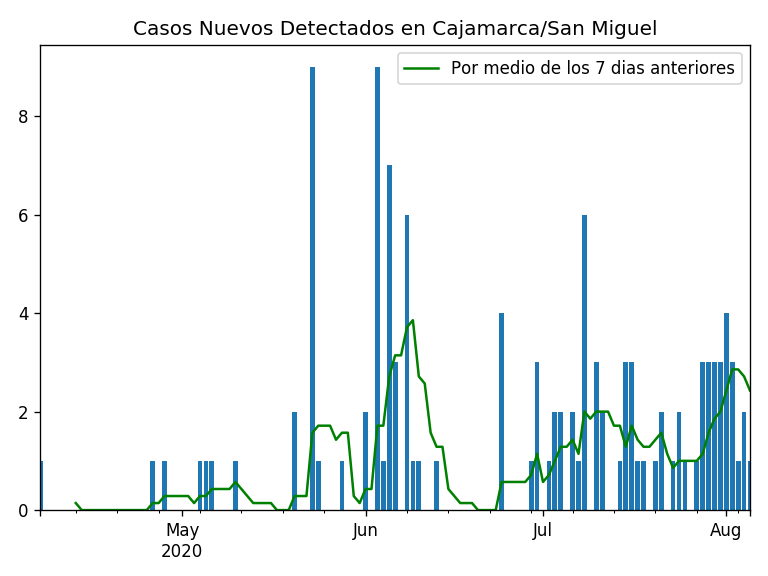 Casos Nuevos Detectados en Cajamarca/San Miguel
Por medio de los 7 dias anteriores
8
6
4
2
0
May
2020
Jun
Jul
Aug